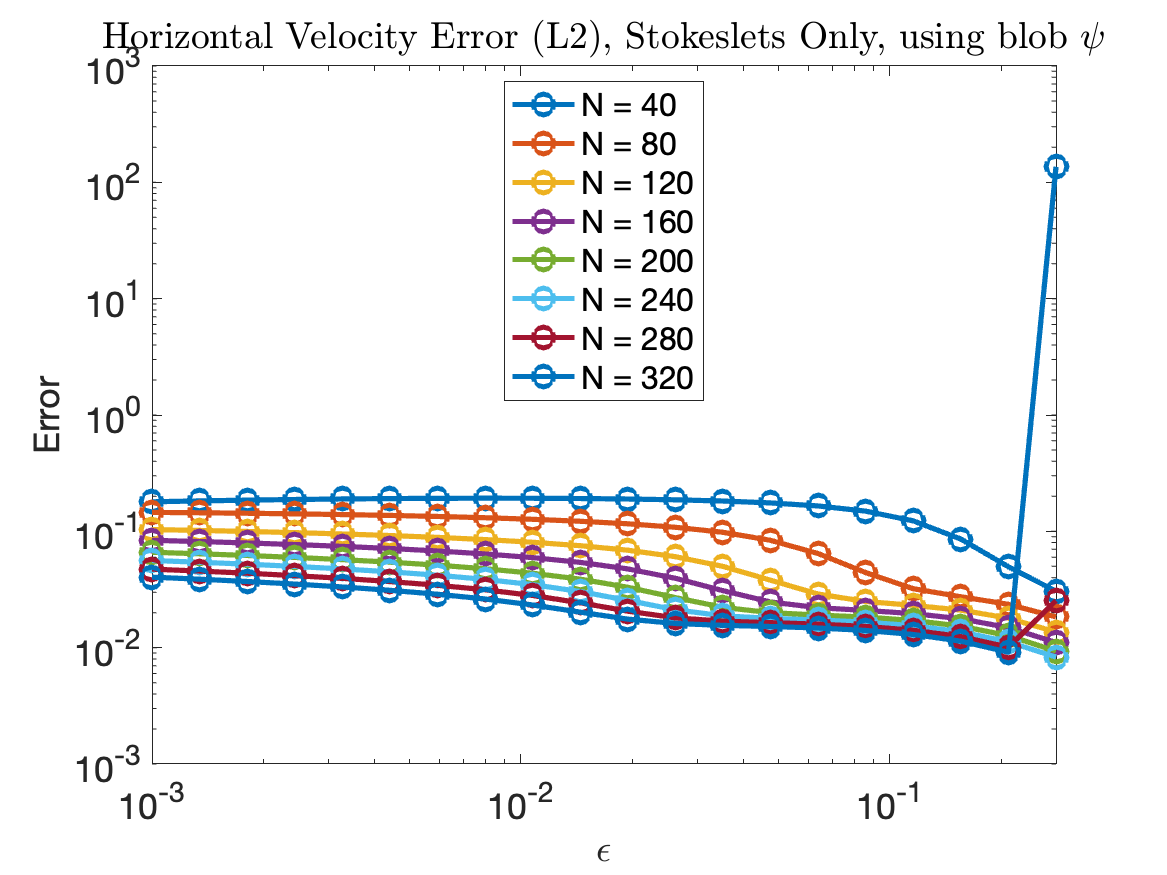 Horizontal Velocity Error (L2), Stokeslets Only, using blob ψ
10^3
10^2
10^1
10^0
10^-1
10^-2
10^-3
Error
N = 40
N = 80
N = 120
N = 160
N = 200
N = 240
N = 280
N = 320
10^-3 10^-2 10^-1
ϵ